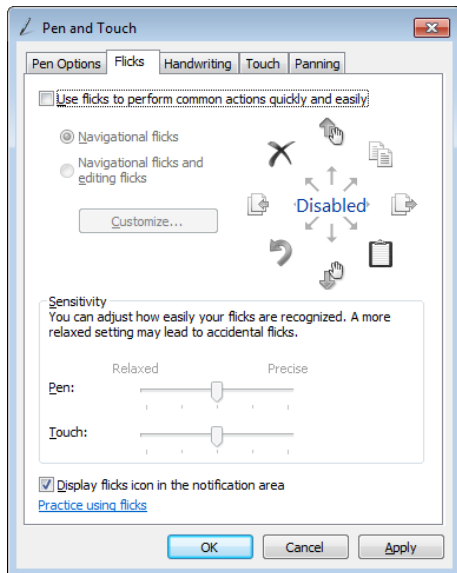 Pen and Touch
Pen Options Flicks Handwriting Touch Panning
Use flicks to perform common actions quickly and easily
Navigational flicks
Navigational flicks and
editing flicks
Customize...
Disabled
Sensitivity
You can adjust how easily your flicks are recognized. A more
relaxed setting may lead to accidental flicks.
Relaxed Precise
Pen:
Touch:
Display flicks icon in the notification area
Practice using flicks
OK Cancel Apply